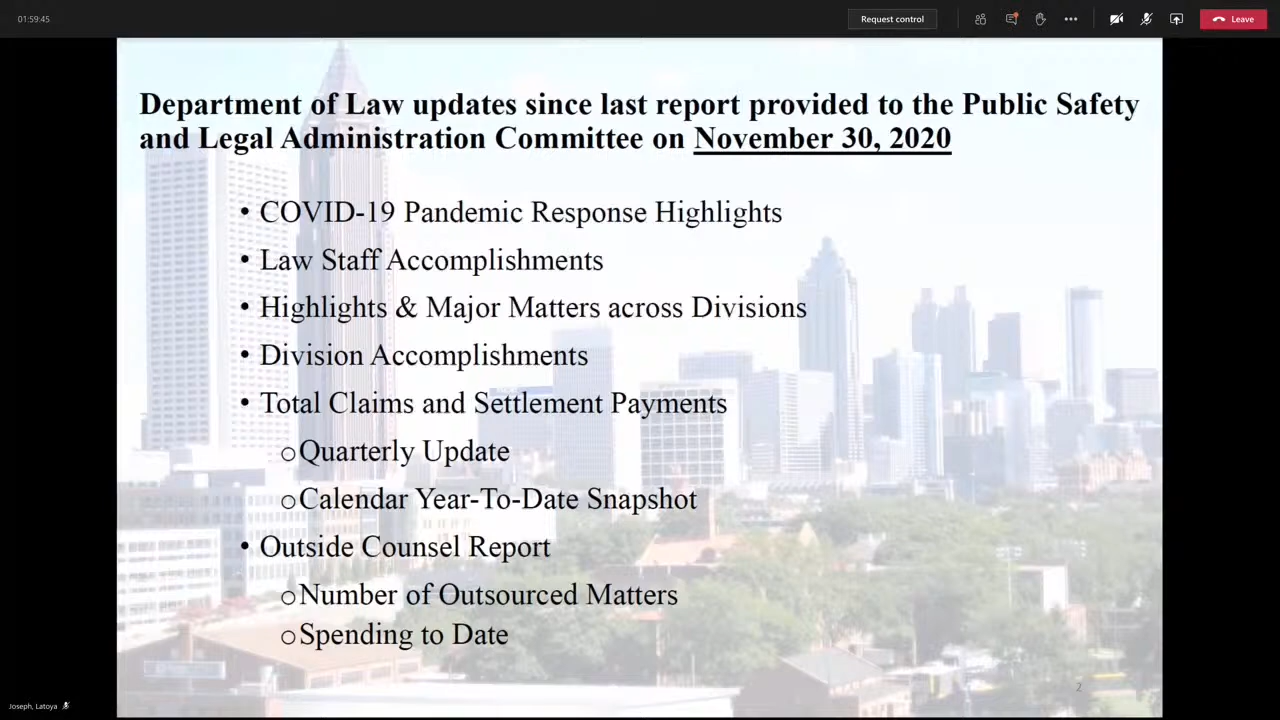 01:59:45
Request control
Leave
Department of Law updates since last report provided to the Public Safety
and Legal Administration Committee on November 30, 2020
• COVID-19 Pandemic Response Highlights
• Law Staff Accomplishments
• Highlights & Major Matters across Divisions
• Division Accomplishments
• Total Claims and Settlement Payments
o Quarterly Update
o Calendar Year-To-Date Snapshot
• Outside Counsel Report
o Number of Outsourced Matters
o Spending to Date
2
Joseph, Latoya